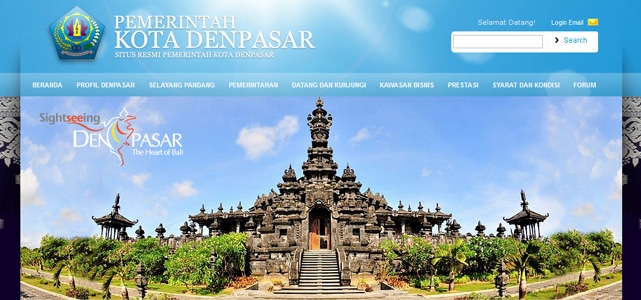 PEMERINTAH
KOTA DENPASAR
SITUS RESMI PEMERINTAH KOTA DENPASAR
Selamat Datang! Login Email
Search
BERANDA PROFIL DENPASAR SELAYANG PANDANG PEMERINTAHAN DATANG DAN KUNJUNGI KAWASAN BISNIS PRESTASI SYARAT DAN KONDISI FORUM
Sightseeing
DENPASAR
The Heart of Bali